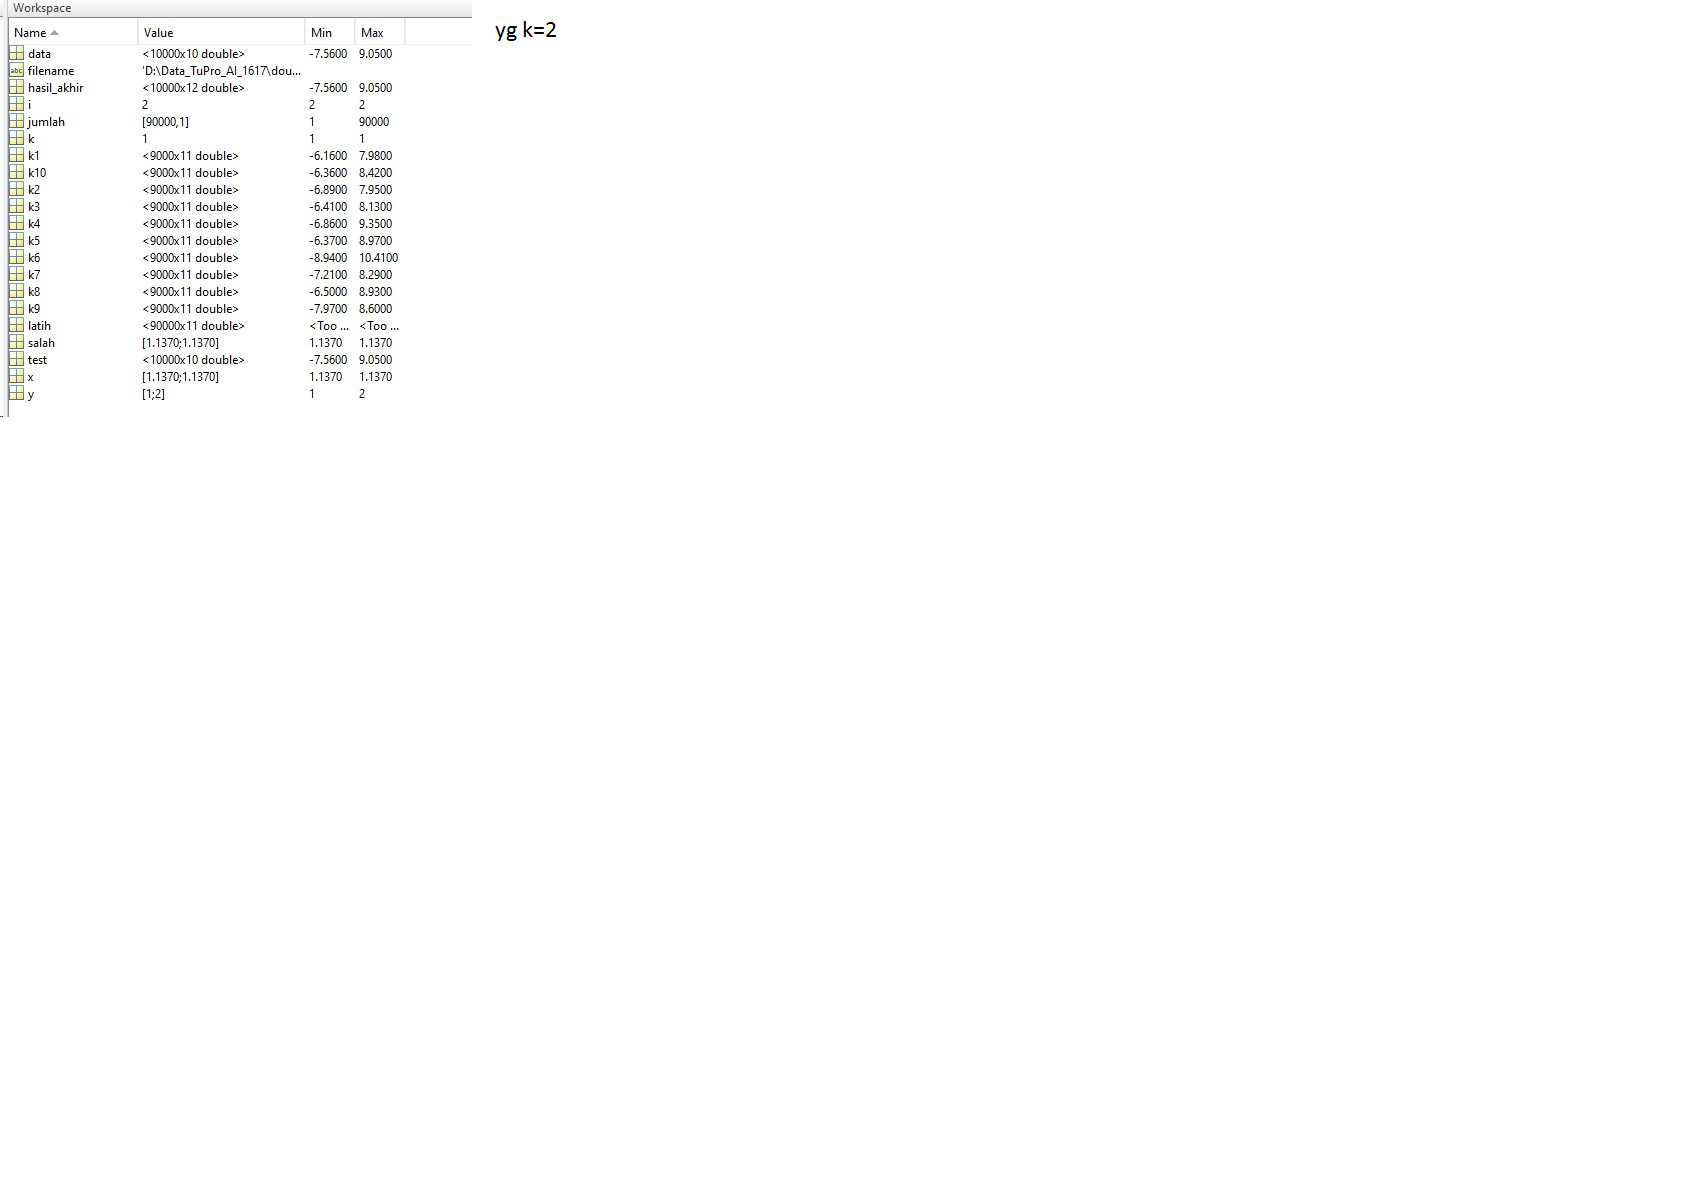 Workspace
Name Value Min Max
data <10000x10 double> -7.5600 9.0500
abc filename 'D:\Data_TuPro_AI_1617\dou...
hasil_akhir <10000x12 double> -7.5600 9.0500
i 2 2 2
jumlah [90000,1] 1 90000
k 1 1 1
k1 <9000x11 double> -6.1600 7.9800
k10 <9000x11 double> -6.3600 8.4200
k2 <9000x11 double> -6.8900 7.9500
k3 <9000x11 double> -6.4100 8.1300
k4 <9000x11 double> -6.8600 9.3500
k5 <9000x11 double> -6.3700 8.9700
k6 <9000x11 double> -8.9400 10.4100
k7 <9000x11 double> -7.2100 8.2900
k8 <9000x11 double> -6.5000 8.9300
k9 <9000x11 double> -7.9700 8.6000
latih <90000x11 double> <Too ... <Too ...
salah [1.1370;1.1370] 1.1370 1.1370
test <10000x10 double> -7.5600 9.0500
x [1.1370;1.1370] 1.1370 1.1370
y [1;2] 1 2
yg k=2